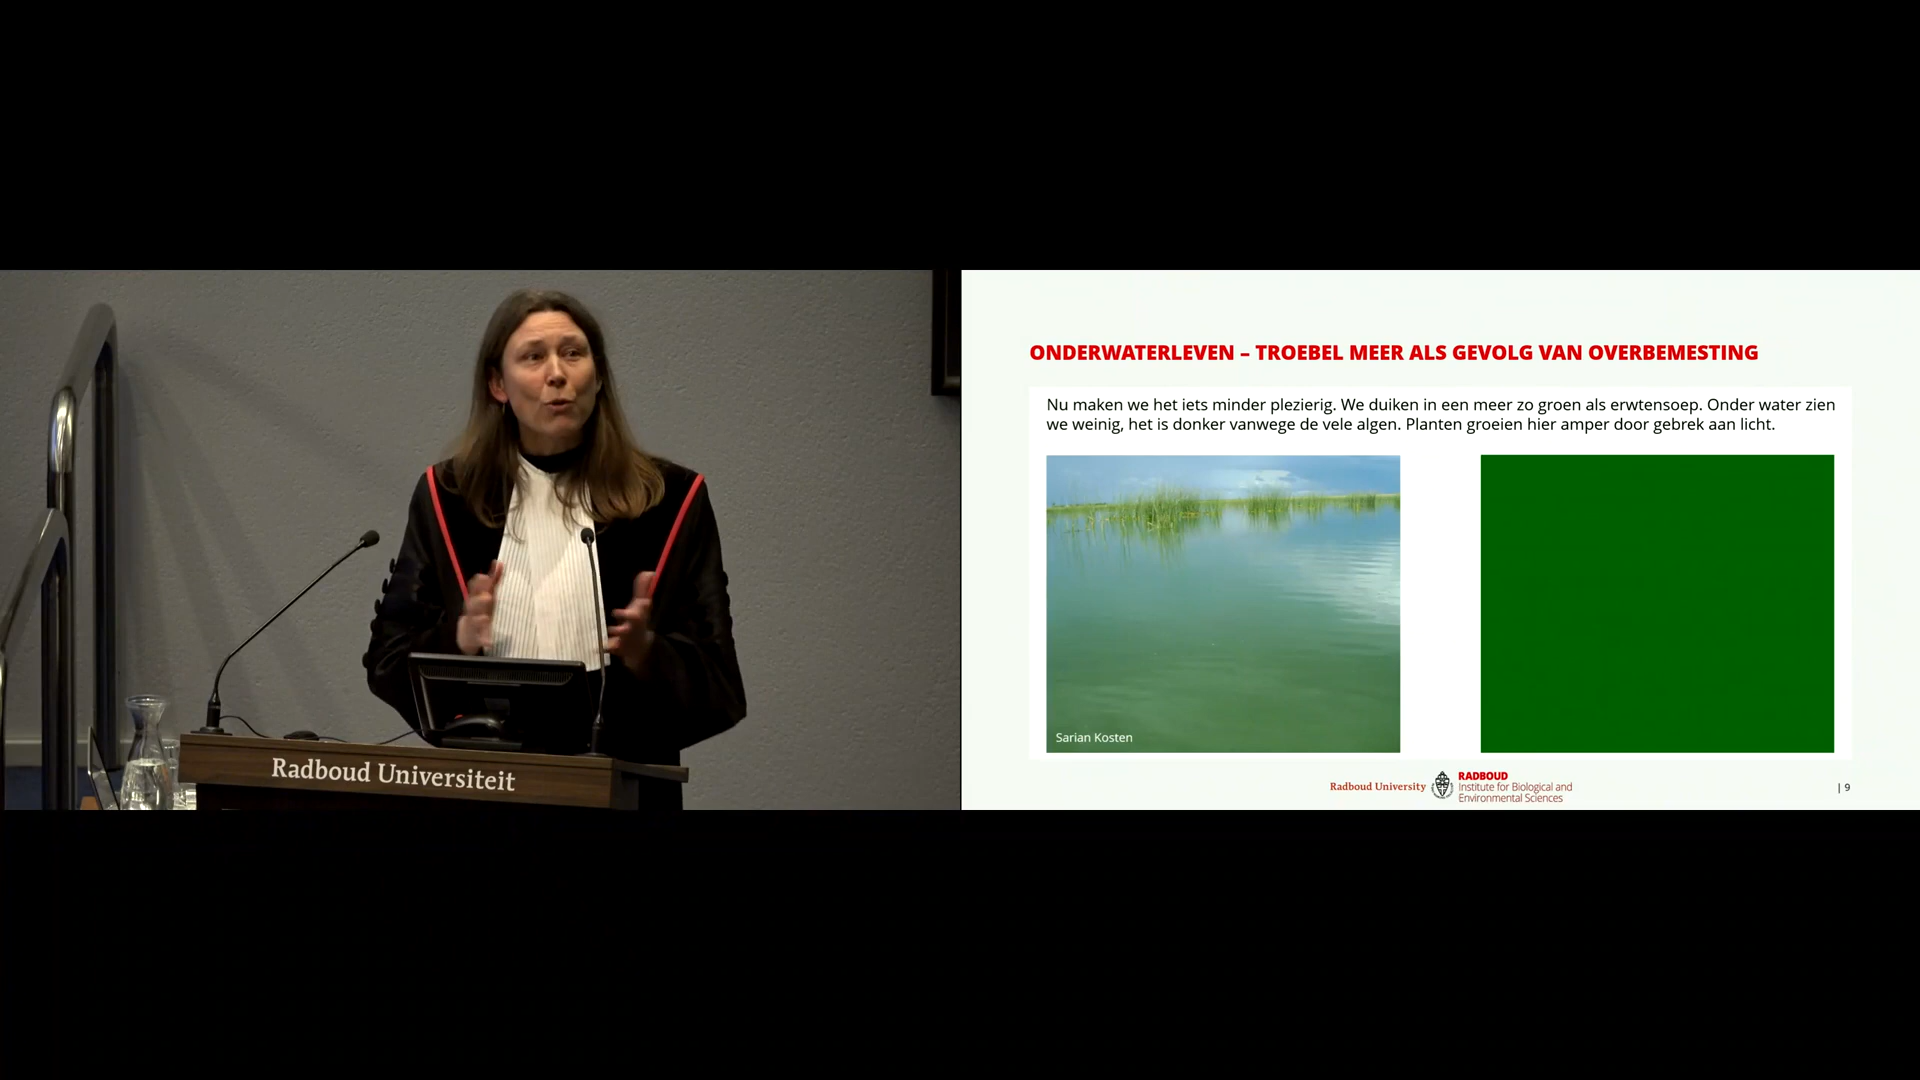 Radboud Universiteit
ONDERWATERLEVEN – TROEBEL MEER ALS GEVOLG VAN OVERBEMESTING
Nu maken we het iets minder plezierig. We duiken in een meer zo groen als erwtensoep. Onder water zien
we weinig, het is donker vanwege de vele algen. Planten groeien hier amper door gebrek aan licht.
Sarian Kosten
Radboud University
RADBOUD
Institute for Biological and
Environmental Sciences
| 9